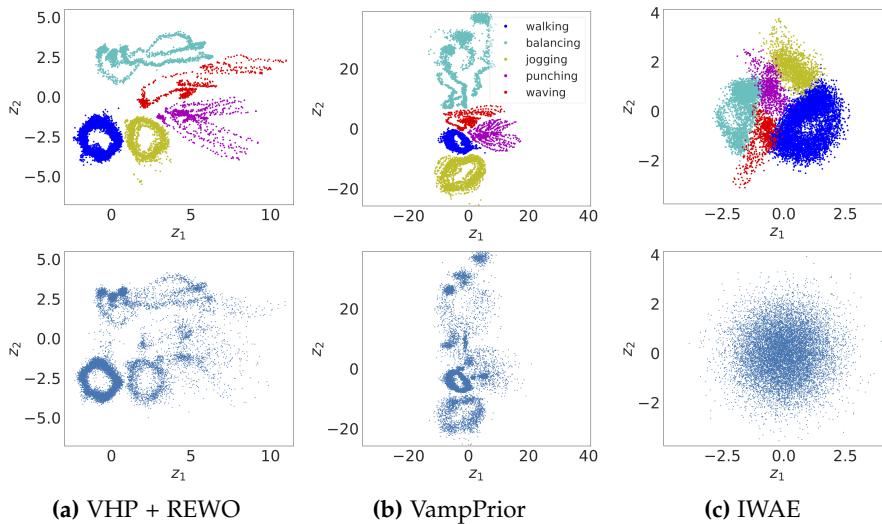 5.0
2.5
0.0
−2.5
−5.0
z2
0
5
10
z1
20
0
−20
z2
−20
0
20
40
z1
walking
balancing
jogging
punching
waving
4
2
0
−2
z2
−2.5
0.0
2.5
z1
5.0
2.5
0.0
−2.5
−5.0
z2
0
5
10
z1
20
0
−20
z2
−20
0
20
40
z1
4
2
0
−2
z2
−2.5
0.0
2.5
z1
(a) VHP + REWO
(b) VampPrior
(c) IWAE